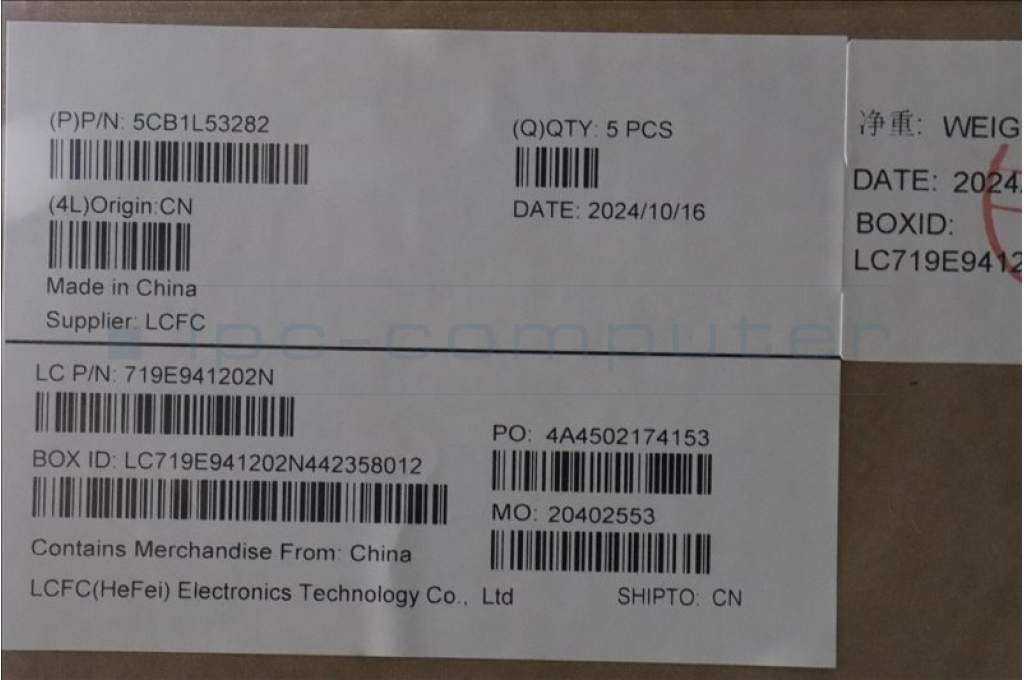 (P)P/N: 5CB1L53282
(Q)QTY: 5 PCS
(4L)Origin:CN
DATE: 2024/10/16
Made in China
Supplier: LCFC
ipc-computer
LC P/N: 719E941202N
PO: 4A4502174153
BOX ID: LC719E941202N442358012
MO: 20402553
Contains Merchandise From: China
LCFC(HeFei) Electronics Technology Co., Ltd
SHIPTO: CN
净重: WEIG
DATE: 2024
BOXID:
LC719E9412